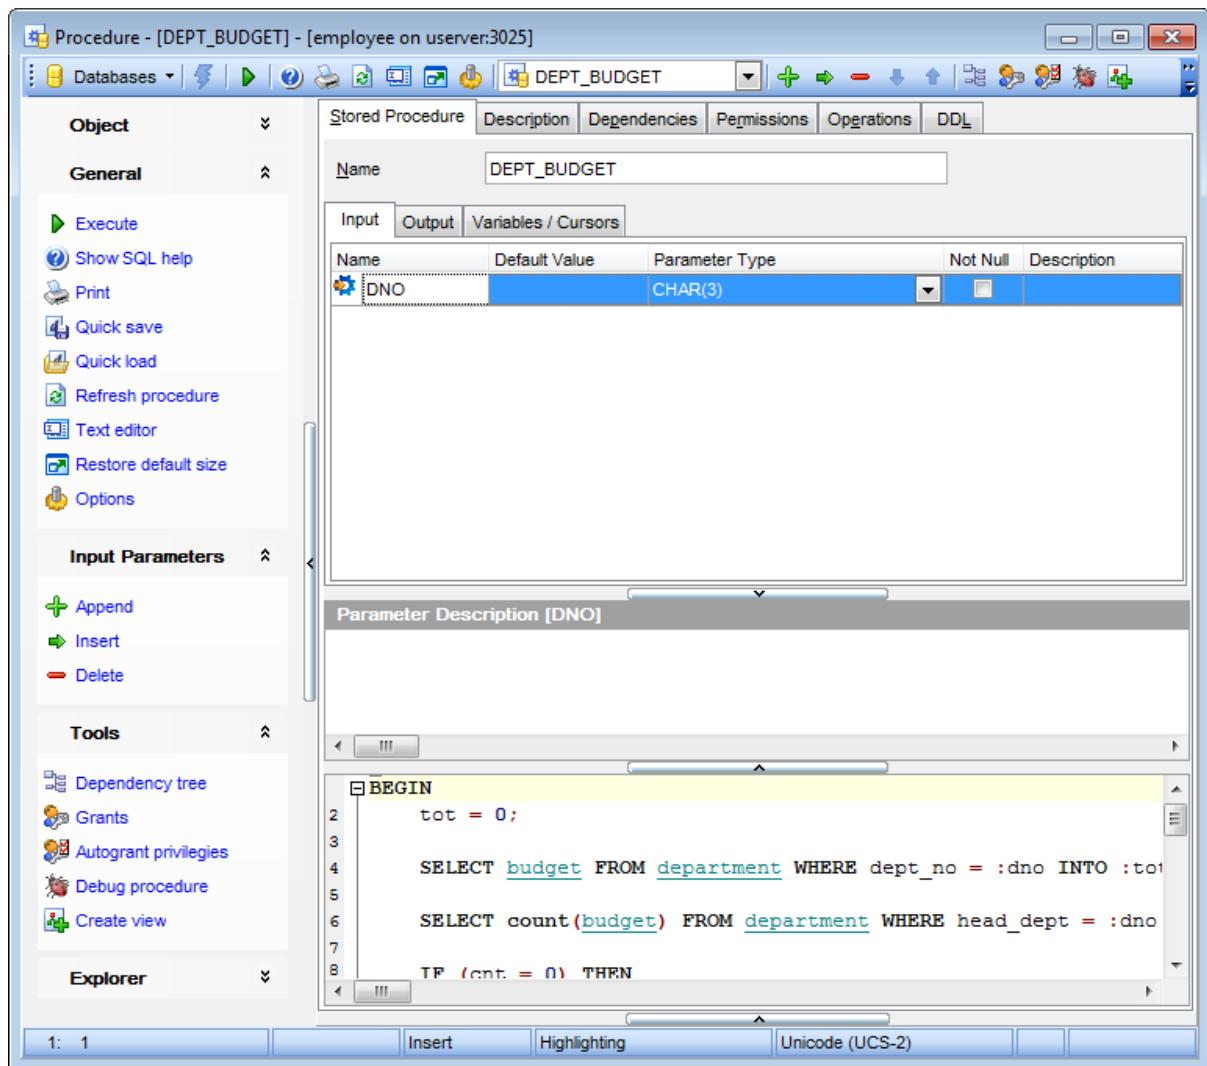 Procedure - [DEPT_BUDGET] - [employee on userver:3025]
Databases DEPT_BUDGET
Object
General
Execute
Show SQL help
Print
Quick save
Quick load
Refresh procedure
Text editor
Restore default size
Options
Input Parameters
Append
Insert
Delete
Tools
Dependency tree
Grants
Autogrant privilegies
Debug procedure
Create view
Explorer
Stored Procedure Description Dependencies Permissions Operations DDL
Name DEPT_BUDGET
Input Output Variables / Cursors
Name Default Value Parameter Type Not Null Description
DNO CHAR(3)
Parameter Description [DNO]
BEGIN
2 tot = 0;
3
4 SELECT budget FROM department WHERE dept_no = :dno INTO :tot
5
6 SELECT count(budget) FROM department WHERE head_dept = :dno
7
8 IF (cnt = 0) THEN
1: 1 Insert Highlighting Unicode (UCS-2)